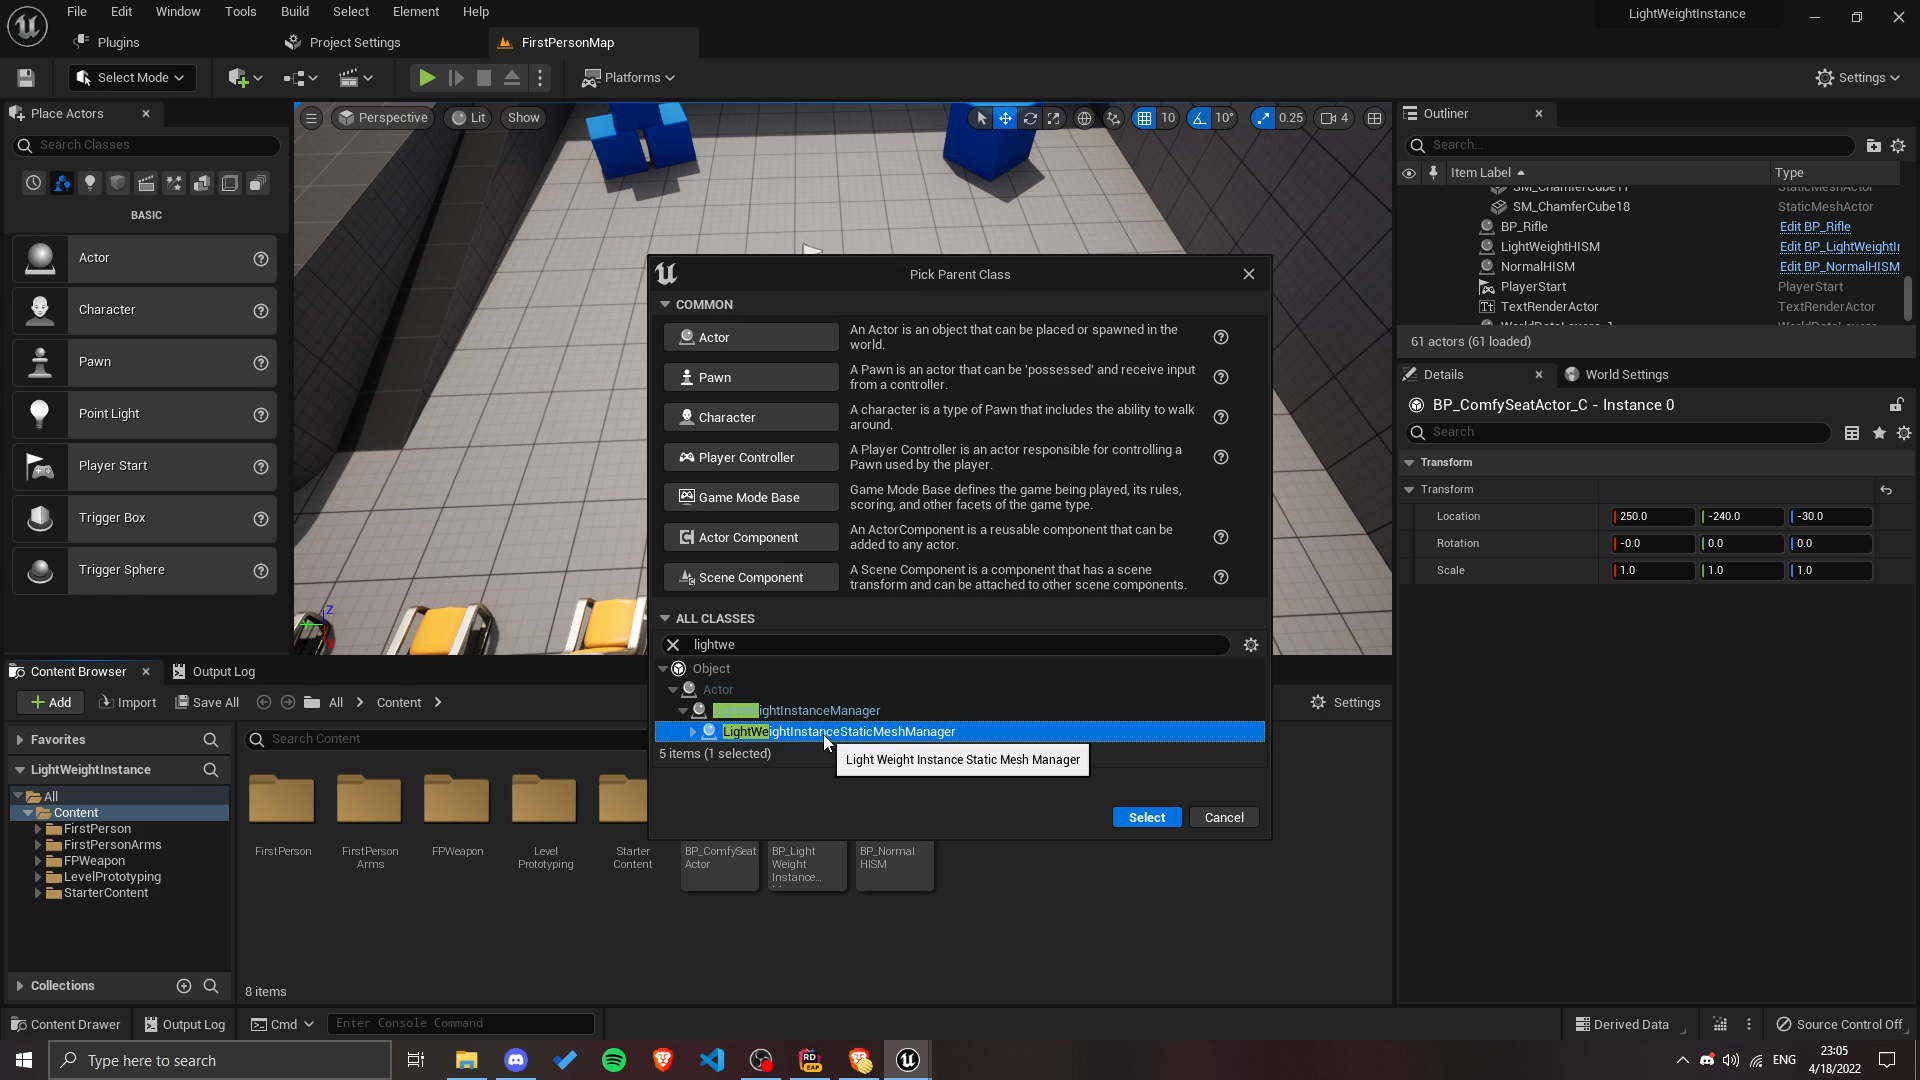 File Edit Window Tools Build Select Element Help
LightWeightInstance
Plugins
Project Settings
FirstPersonMap
Select Mode
Platforms
Settings
Place Actors
Search Classes
BASIC
Actor
Character
Pawn
Point Light
Player Start
Trigger Box
Trigger Sphere
Perspective
Lit
Show
10
10°
0.25
4
Z
Pick Parent Class
COMMON
Actor
An Actor is an object that can be placed or spawned in the
world.
Pawn
A Pawn is an actor that can be 'possessed' and receive input
from a controller.
Character
A character is a type of Pawn that includes the ability to walk
around.
Player Controller
A Player Controller is an actor responsible for controlling a
Pawn used by the player.
Game Mode Base
Game Mode Base defines the game being played, its rules,
scoring, and other facets of the game type.
Actor Component
An ActorComponent is a reusable component that can be
added to any actor.
Scene Component
A Scene Component is a component that has a scene
transform and can be attached to other scene components.
ALL CLASSES
lightwe
Object
Actor
ightInstanceManager
LightWeightInstanceStaticMeshManager
5 items (1 selected)
Light Weight Instance Static Mesh Manager
Select
Cancel
Outliner
Search...
Item Label
Type
SM_ChamferCube17
StaticMeshActor
SM_ChamferCube18
StaticMeshActor
BP_Rifle
Edit BP_Rifle
LightWeightHISM
Edit BP_LightWeightIr
NormalHISM
Edit BP_NormalHISM
PlayerStart
PlayerStart
TextRenderActor
TextRenderActor
61 actors (61 loaded)
Details
World Settings
BP_ComfySeatActor_C - Instance 0
Search
Transform
Transform
Location
250.0
-240.0
-30.0
Rotation
-0.0
0.0
0.0
Scale
1.0
1.0
1.0
Content Browser
Output Log
Add
Import
Save All
All
Content
Settings
Favorites
Search Content
LightWeightInstance
All
Content
FirstPerson
FirstPersonArms
FPWeapon
LevelPrototyping
StarterContent
Collections
FirstPerson
FirstPerson
Arms
FPWeapon
Level
Prototyping
Starter
Content
BP_ComfySeat
Actor
BP_Light
Weight
Instance...
BP_Normal
HISM
8 items
Content Drawer
Output Log
Cmd
Enter Console Command
Derived Data
Source Control Off
Type here to search
RD
EAP
ENG
23:05
4/18/2022